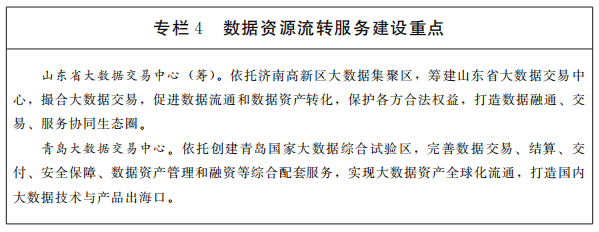 专栏 4 数据资源流转服务建设重点
山东省大数据交易中心（筹）。依托济南高新区大数据集聚区，筹建山东省大数据交易中
心，撮合大数据交易，促进数据流通和数据资产转化，保护各方合法权益，打造数据融通、交
易、服务协同生态圈。
青岛大数据交易中心。依托创建青岛国家大数据综合试验区，完善数据交易、结算、交
付、安全保障、数据资产管理和融资等综合配套服务，实现大数据资产全球化流通，打造国内
大数据技术与产品出海口。